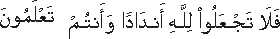 فَلَا تَجْعَلُوا۟ لِلَّهِ أَندَادًا وَأَنتُمْ تَعْلَمُونَ